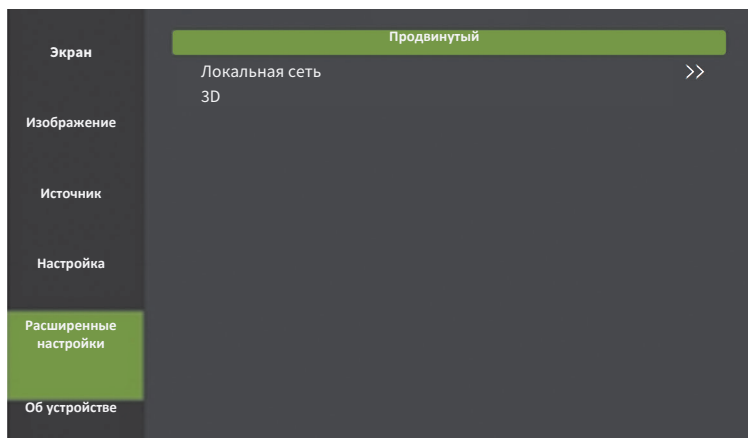 Экран
Изображение
Источник
Настройка
Расширенные
настройки
Об устройстве
Продвинутый
Локальная сеть >>
3D